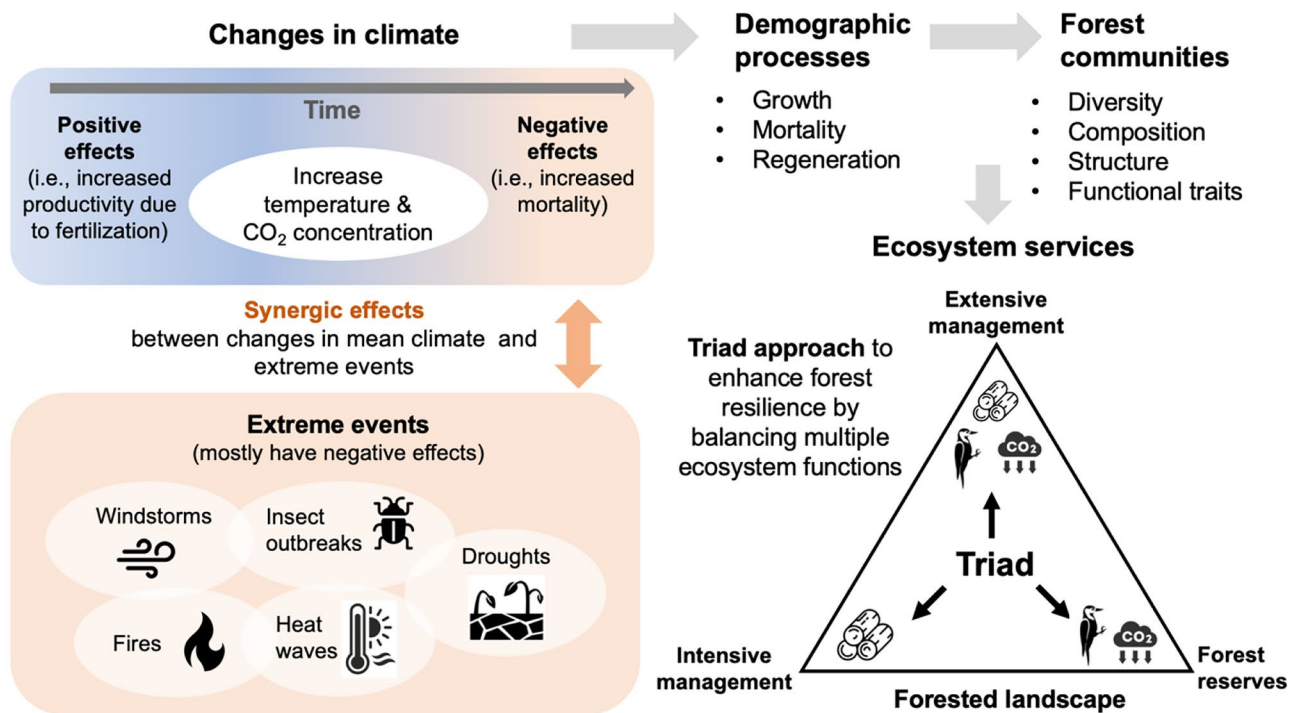 Changes in climate
Time
Positive
effects
(i.e., increased
productivity due
to fertilization)
Increase
temperature &
CO₂ concentration
Negative
effects
(i.e., increased
mortality)
Synergic effects
between changes in mean climate and
extreme events
Extreme events
(mostly have negative effects)
Windstorms
Insect
outbreaks
Droughts
Fires
Heat
waves
Demographic
processes
• Growth
• Mortality
• Regeneration
Forest
communities
• Diversity
• Composition
• Structure
• Functional traits
Ecosystem services
Extensive
management
Triad approach to
enhance forest
resilience by
balancing multiple
ecosystem functions
CO₂
Triad
CO₂
Intensive
management
Forested landscape
Forest
reserves